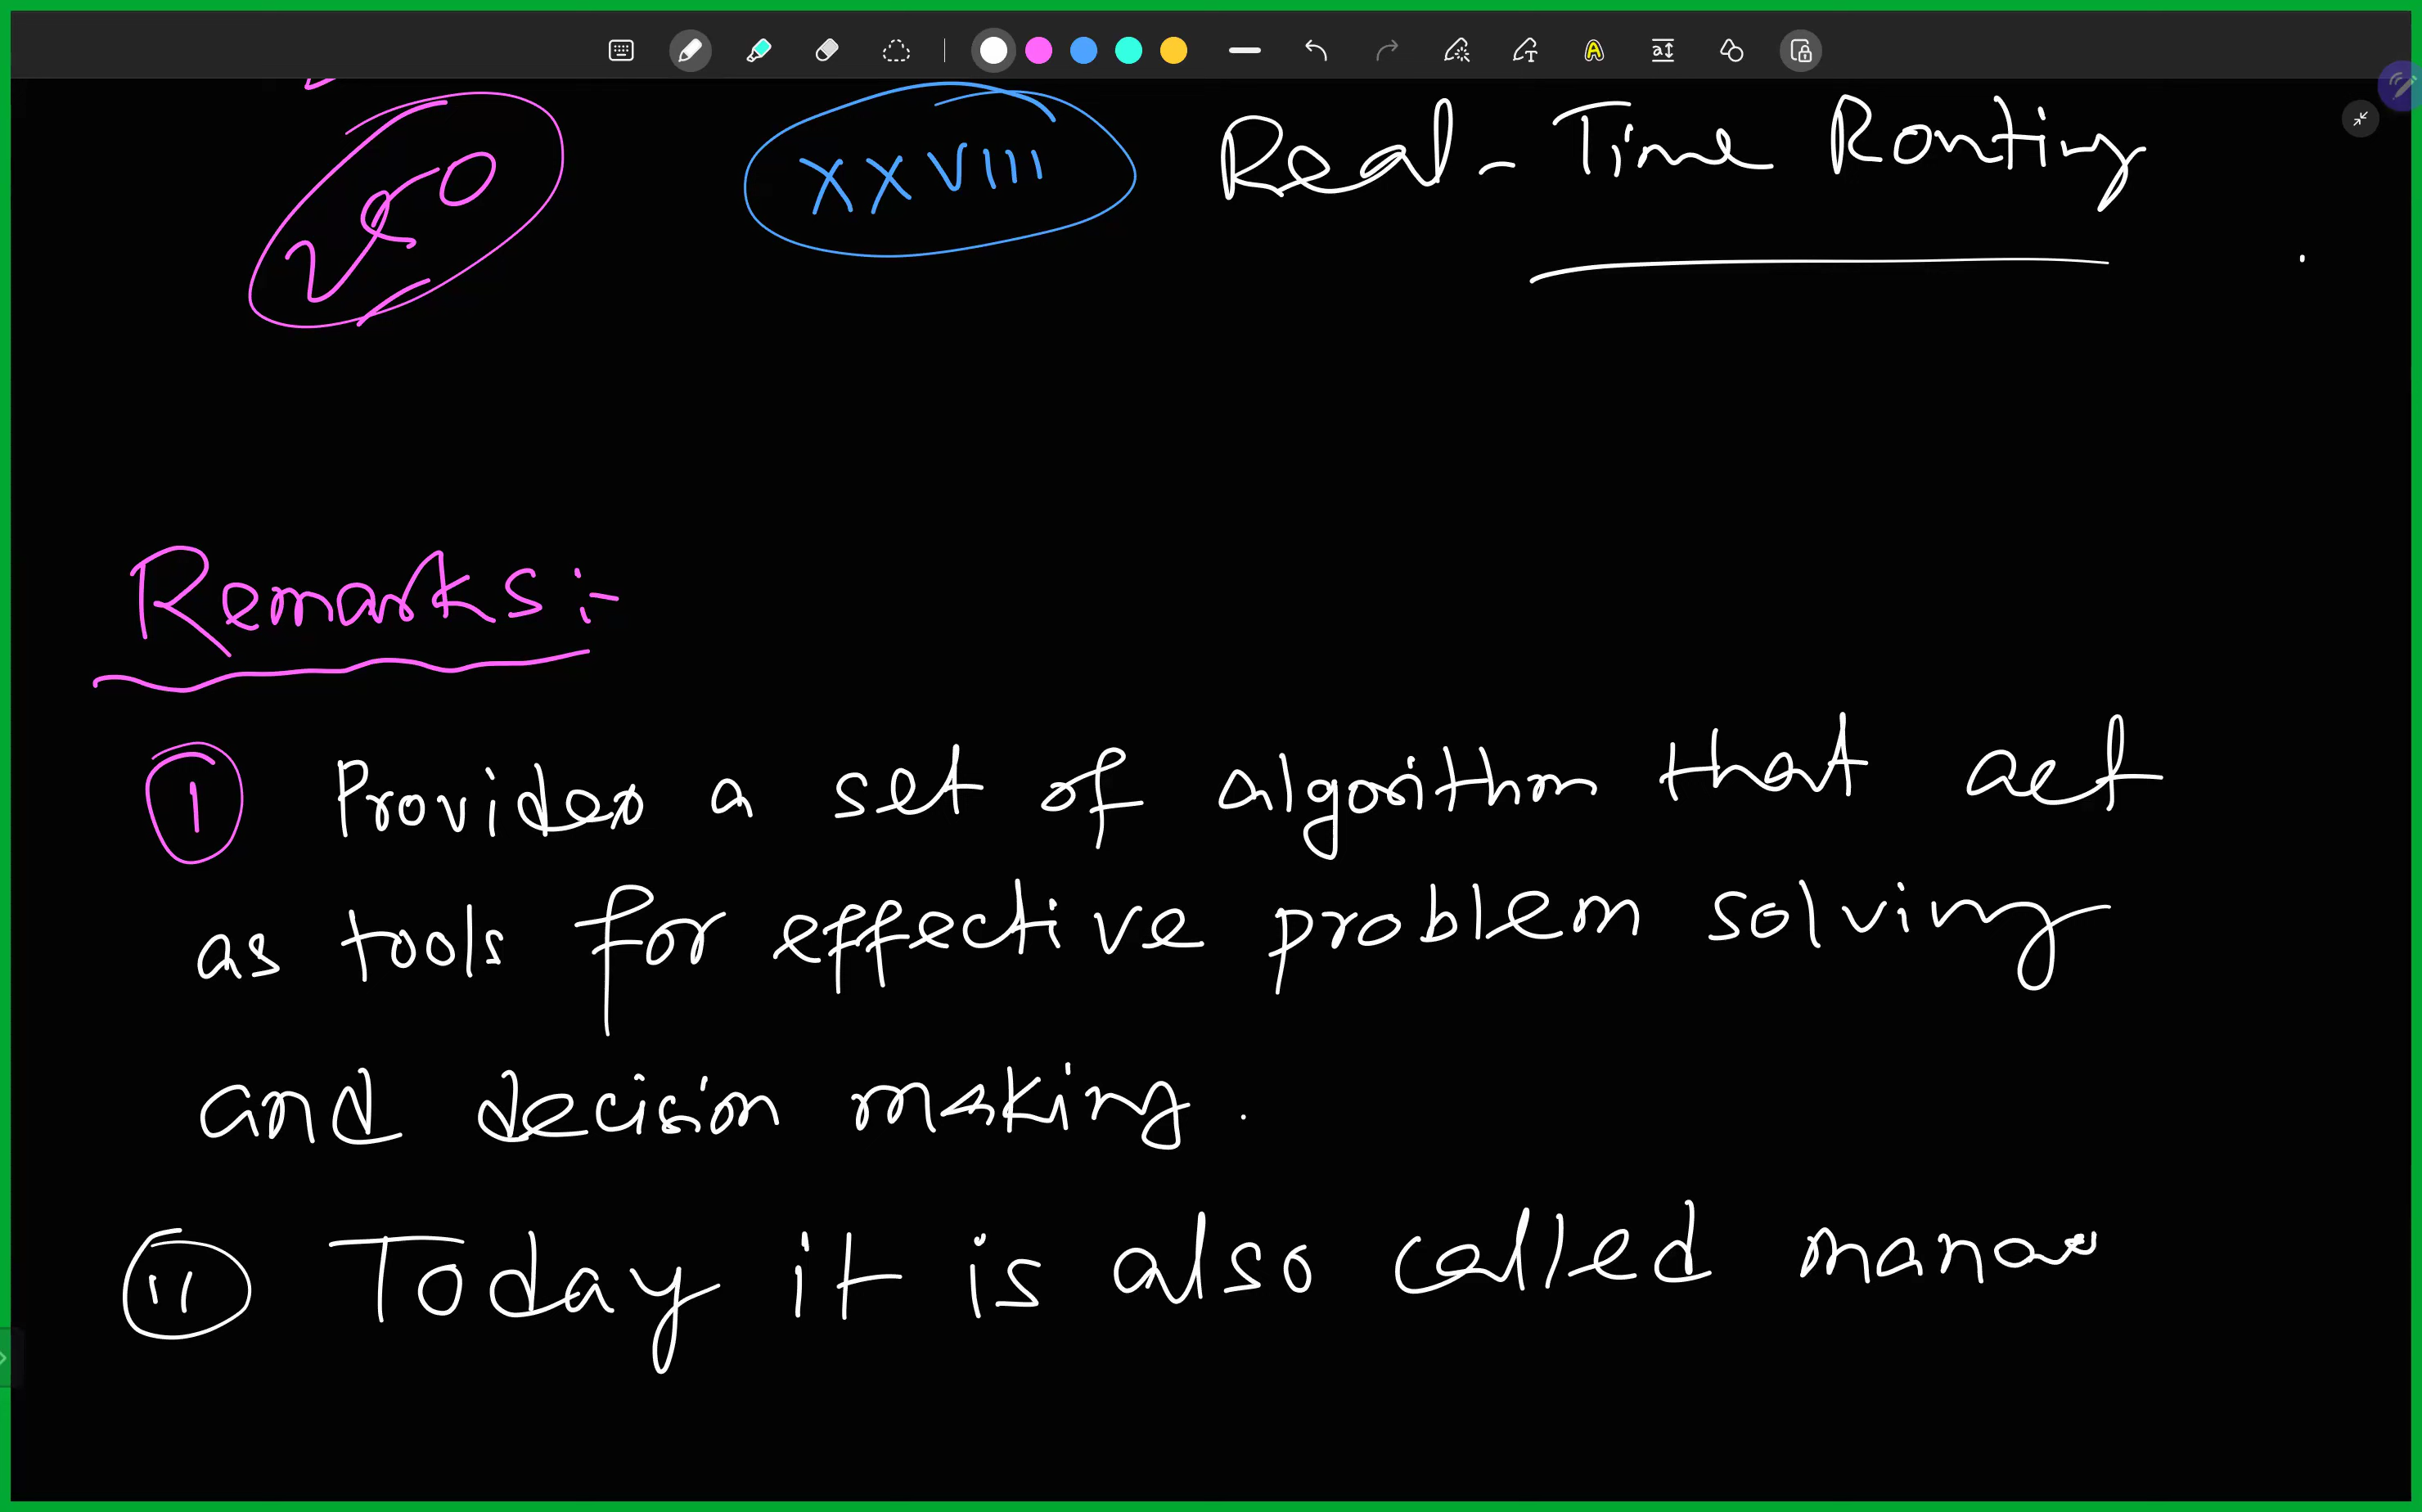 XXVIII Real-Time Routing
Remarks :-
1 Provides a set of Algorithm that act
as tools for effective problem solving
and decision making.
11 Today it is also called